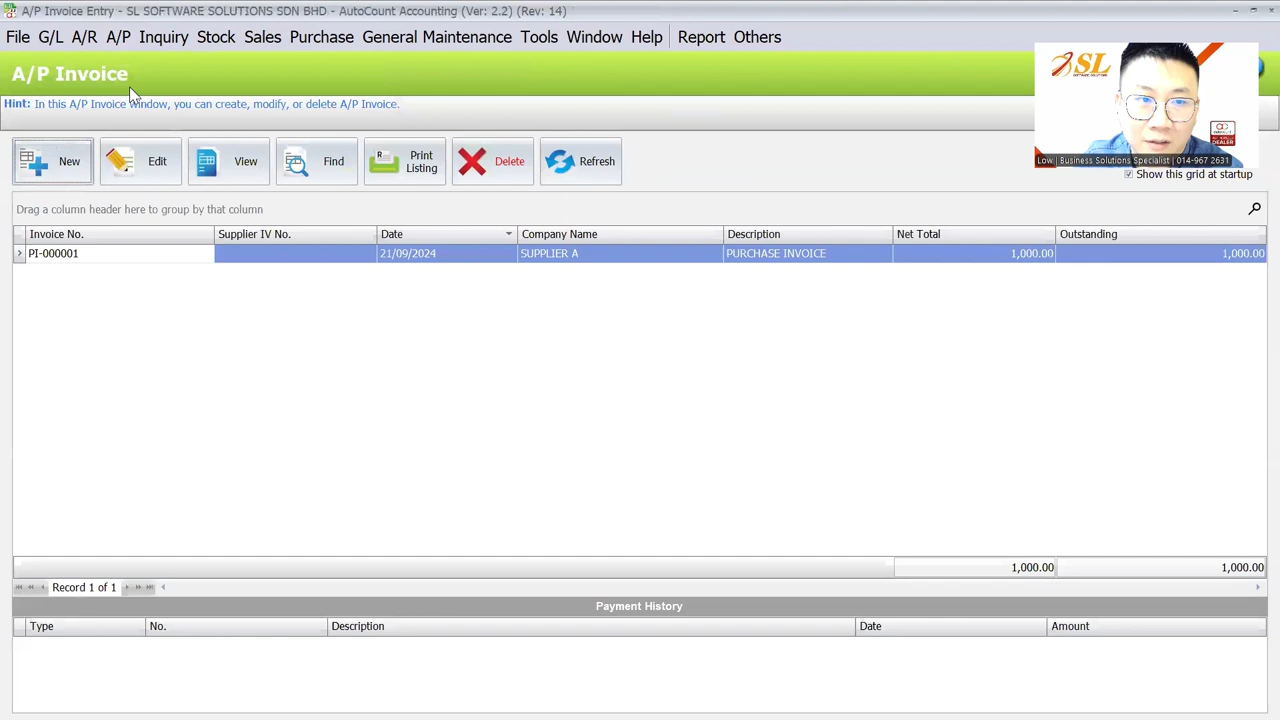 A/P Invoice Entry - SL SOFTWARE SOLUTIONS SDN BHD - AutoCount Accounting (Ver: 2.2) (Rev: 14)
File G/L A/R A/P Inquiry Stock Sales Purchase General Maintenance Tools Window Help Report Others
A/P Invoice
SL
SOFTWARE SOLUTIONS
Hint: In this A/P Invoice window, you can create, modify, or delete A/P Invoice.
Low | Business Solutions Specialist | 014-967 2631
New Edit View Find Print Listing Delete Refresh
Show this grid at startup
Drag a column header here to group by that column
Invoice No. Supplier IV No. Date Company Name Description Net Total Outstanding
PI-000001 21/09/2024 SUPPLIER A PURCHASE INVOICE 1,000.00 1,000.00
1,000.00 1,000.00
Record 1 of 1
Payment History
Type No. Description Date Amount